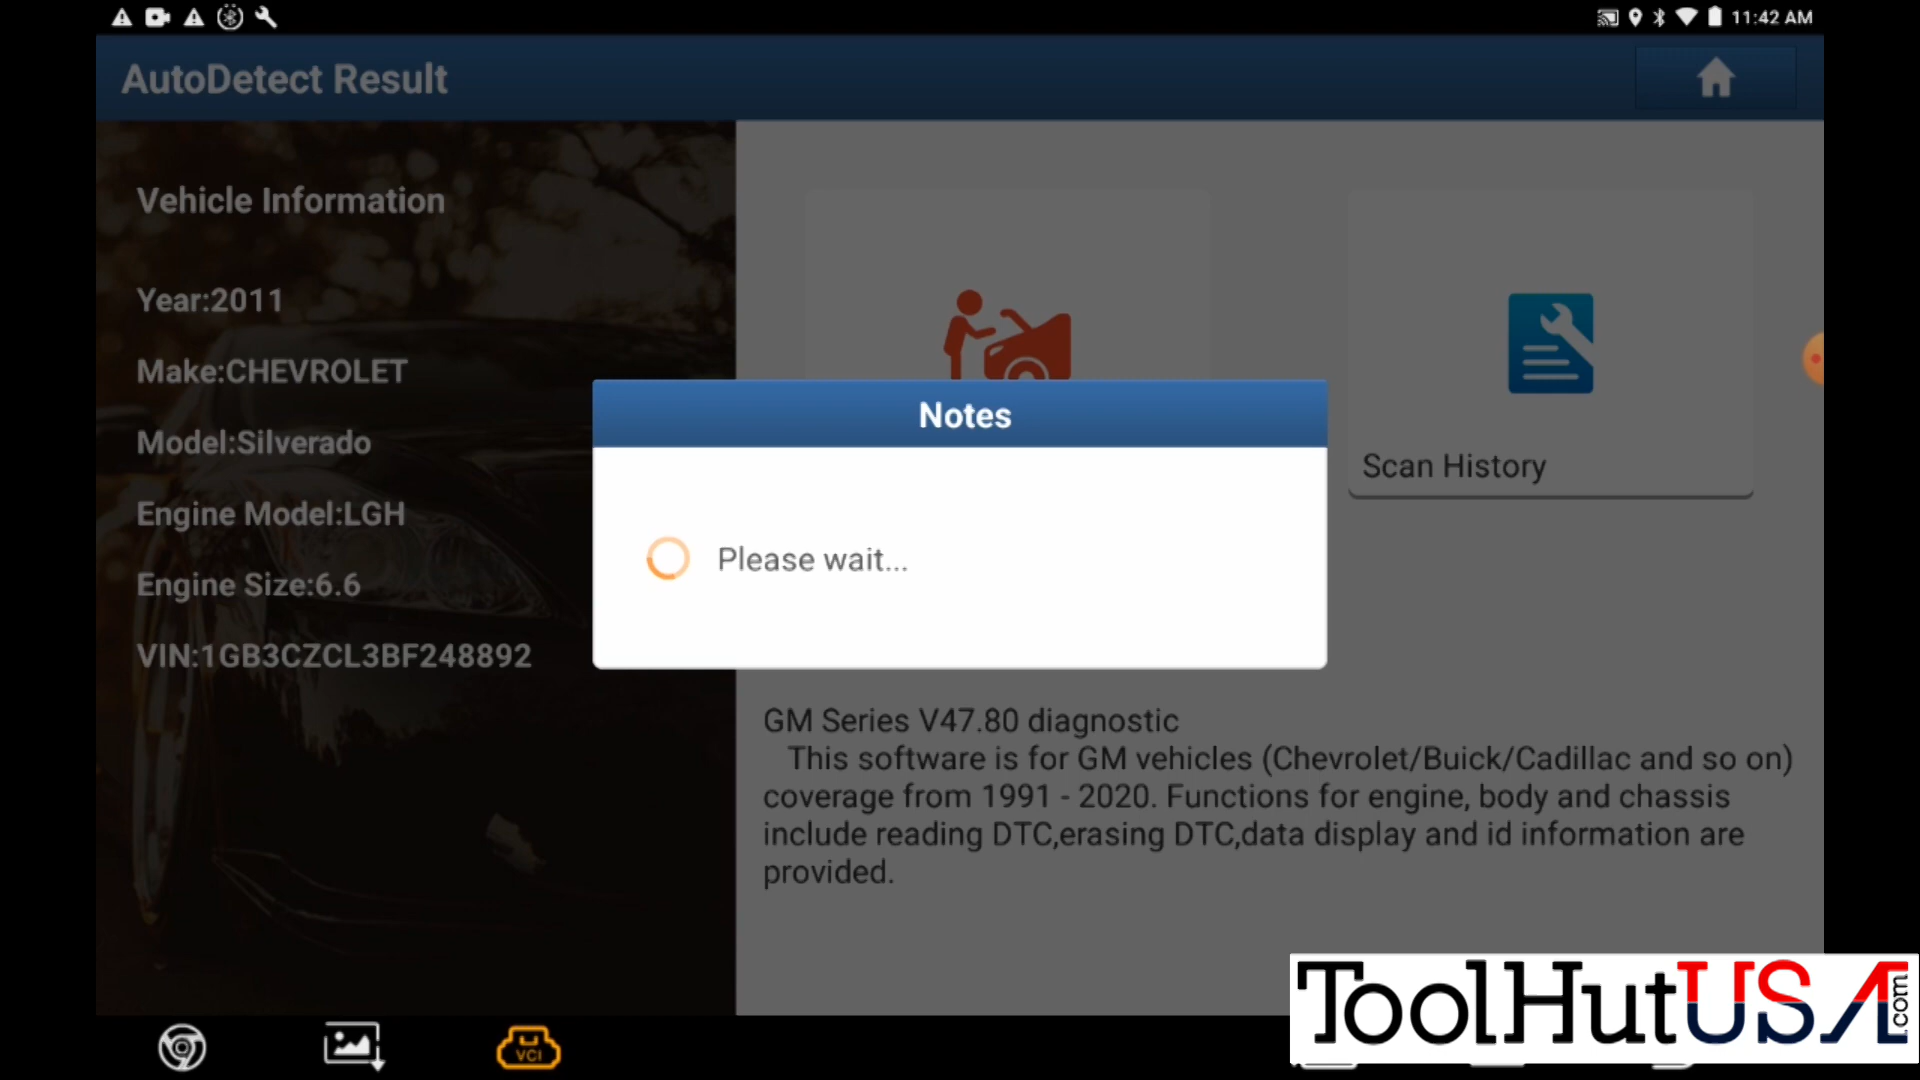 11:42 AM
AutoDetect Result
Vehicle Information
Year:2011
Make:CHEVROLET
Model:Silverado
Engine Model:LGH
Engine Size:6.6
VIN:1GB3CZCL3BF248892
Notes
Please wait...
Scan History
GM Series V47.80 diagnostic
This software is for GM vehicles (Chevrolet/Buick/Cadillac and so on)
coverage from 1991 - 2020. Functions for engine, body and chassis
include reading DTC,erasing DTC,data display and id information are
provided.
VCI
ToolHutUSA.com